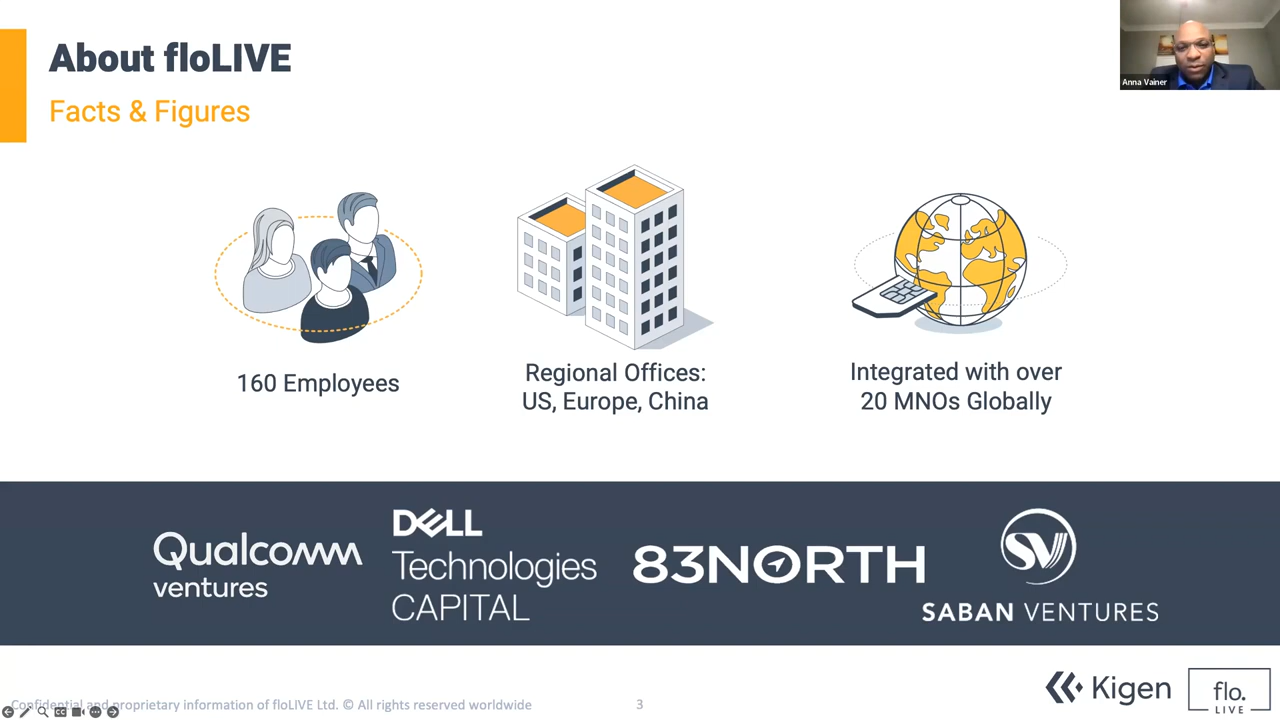 About floLIVE
Facts & Figures
Anna Vainer
160 Employees
Regional Offices:
US, Europe, China
Integrated with over
20 MNOs Globally
Qualcomm
ventures
DELL
Technologies
CAPITAL
83NORTH
SV
SABAN VENTURES
Confidential and proprietary information of floLIVE Ltd. © All rights reserved worldwide
3
Kigen
flo.
LIVE